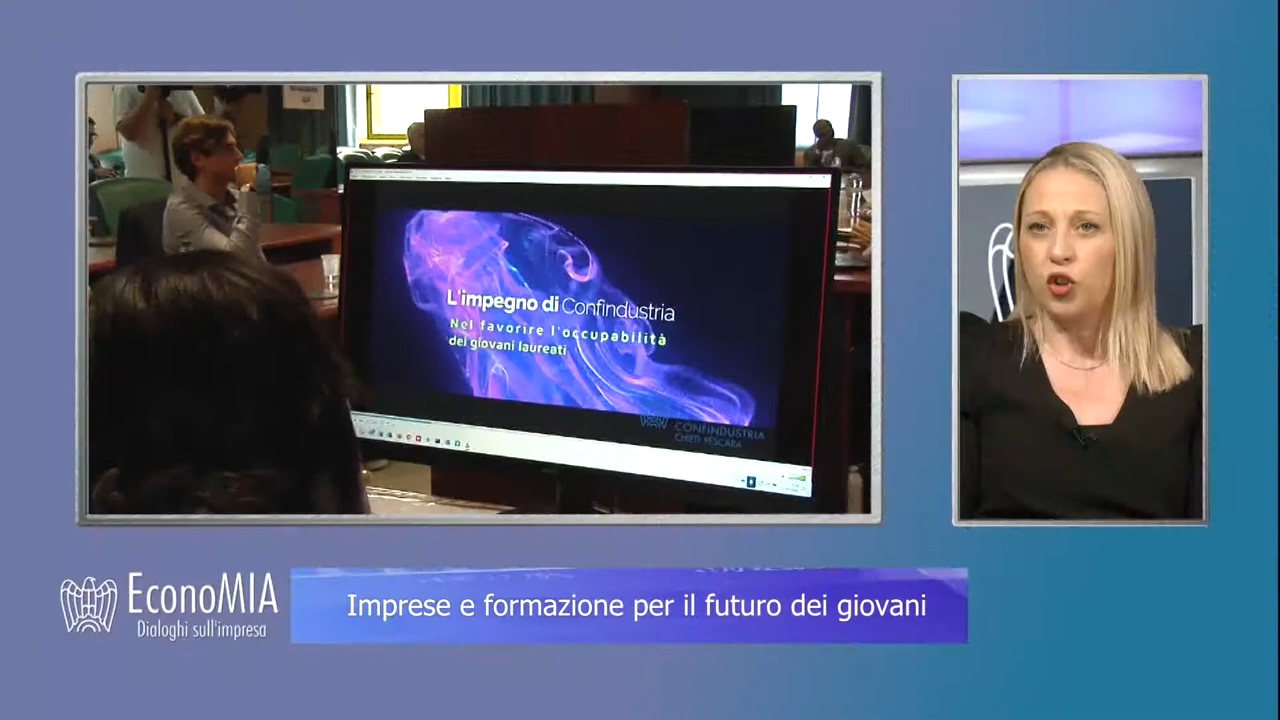 L'impegno di Confindustria
Nel favorire l'occupabilità
dei giovani laureati
CONFINDUSTRIA
CHIETI PESCARA
EconoMIA
Dialoghi sull'impresa
Imprese e formazione per il futuro dei giovani